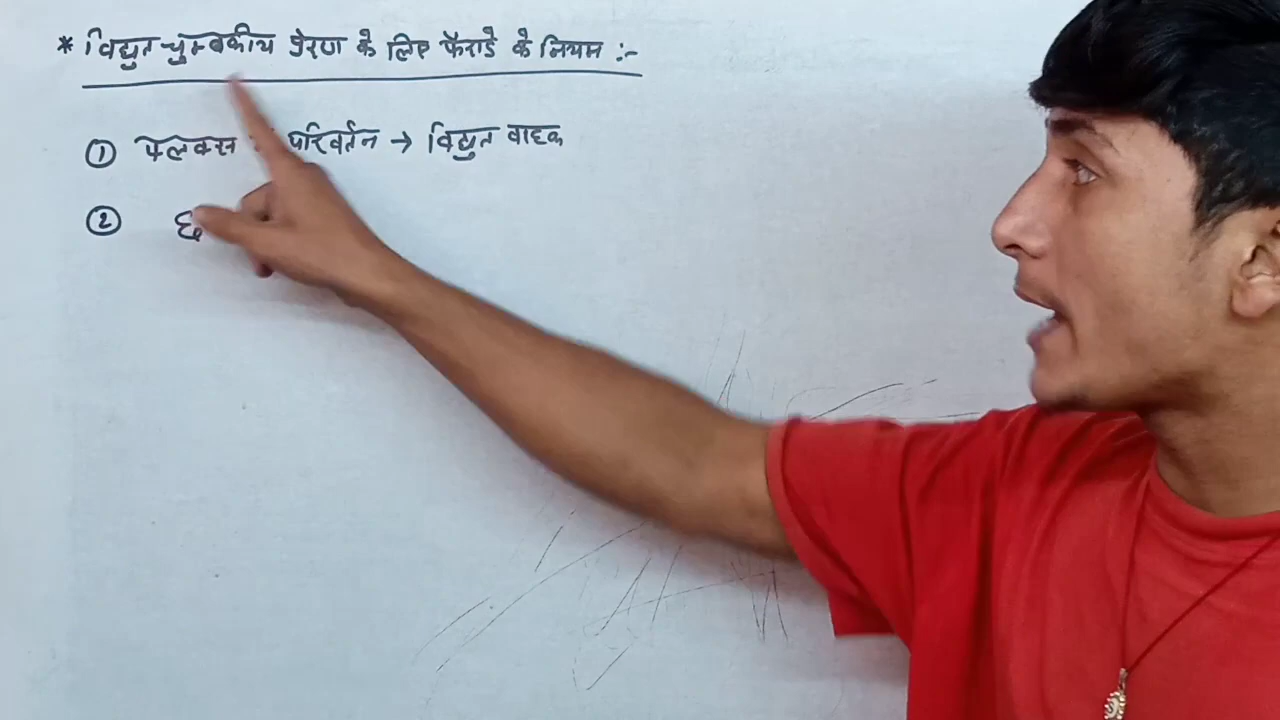 * विद्युत चुम्बकीय प्रेरण के लिए फैराडे के नियम :-
① फ्लक्स परिवर्तन → विद्युत वाहक
②